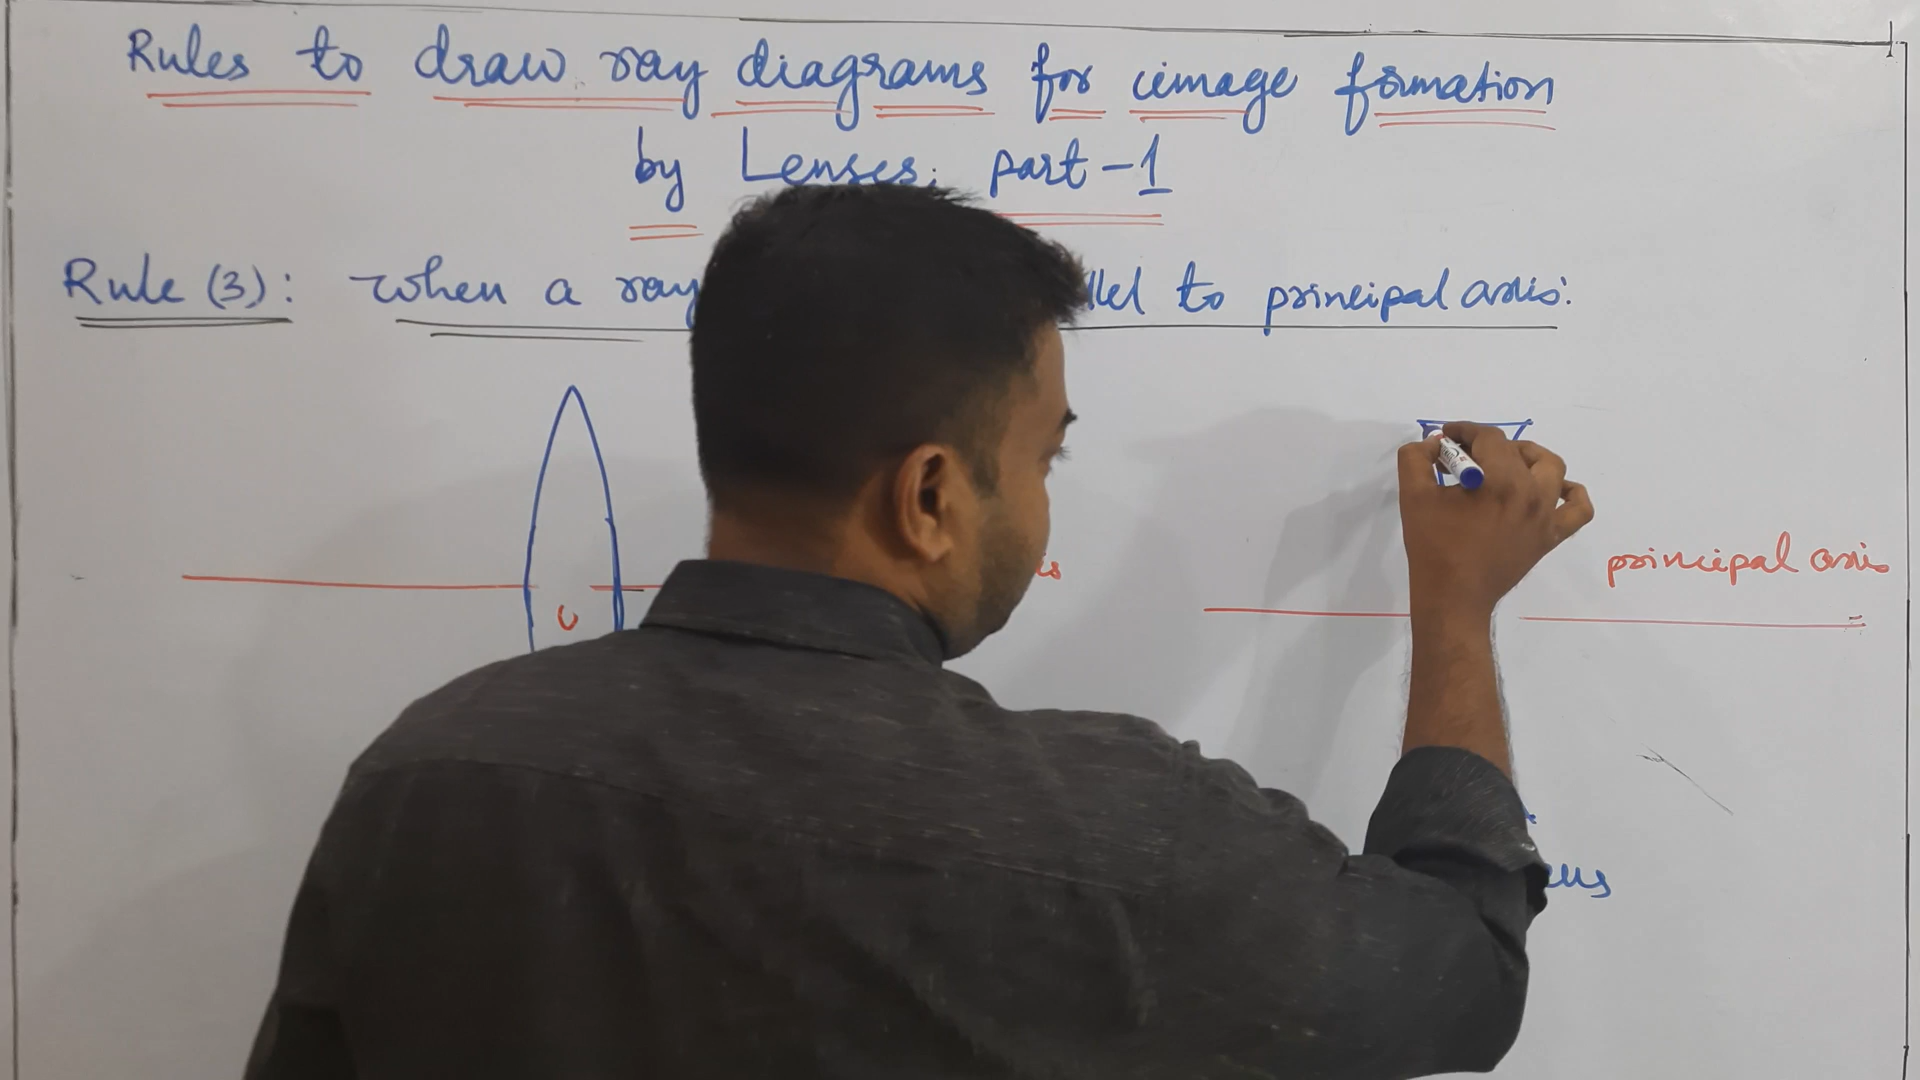 Rules to draw ray diagrams for image formation
by Lenses: part-1
Rule (3): when a ray to principal axis:
principal axis
O